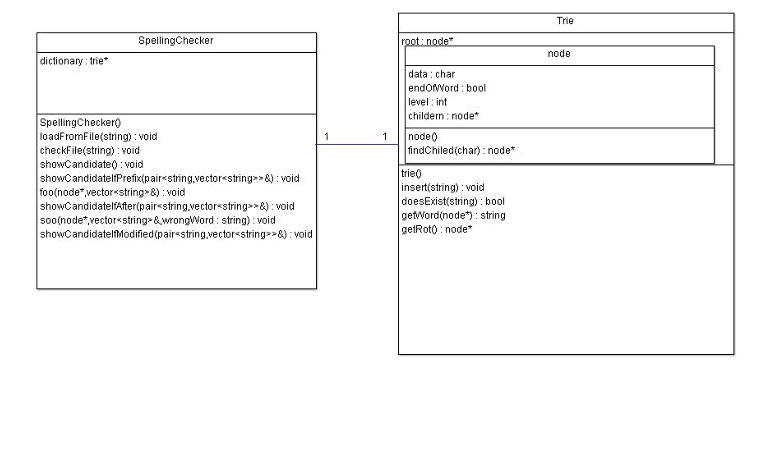 SpellingChecker
dictionary : trie*
SpellingChecker()
loadFromFile(string) : void
checkFile(string) : void
showCandidate() : void
showCandidateIfPrefix(pair<string,vector<string>>&) : void
foo(node*,vector<string>&) : void
showCandidateIfAfter(pair<string,vector<string>>&) : void
soo(node*,vector<string>&,wrongWord : string) : void
showCandidateIfModified(pair<string,vector<string>>&) : void
1 1
Trie
root : node*
node
data : char
endOfWord : bool
level : int
childern : node*
node()
findChiled(char) : node*
trie()
insert(string) : void
doesExist(string) : bool
getWord(node*) : string
getRot() : node*